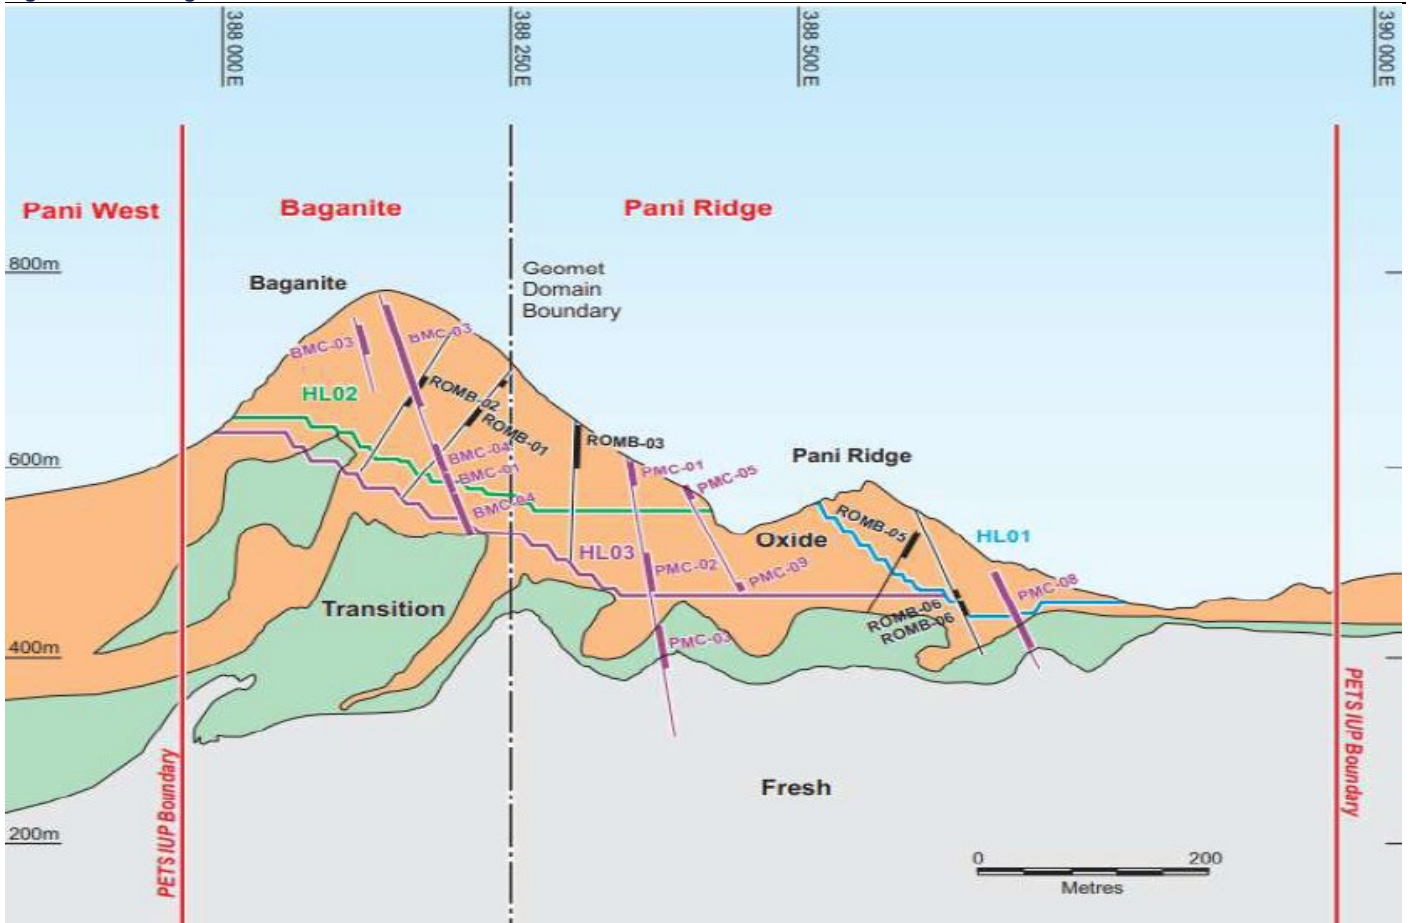 388 000 E
388 250 E
388 500 E
390 000 E
Pani West
Baganite
Pani Ridge
800m
Baganite
Geomet
Domain
Boundary
BMC-03
BMC-03
HL02
ROMB-02
ROMB-01
ROMB-03
BMC-04
BMC-01
BMC-04
PMC-01
PMC-05
600m
Pani Ridge
ROMB-05
Oxide
HL01
HL03
PMC-02
PMC-09
PMC-08
Transition
ROMB-06
ROMB-06
PMC-03
400m
PETS IUP Boundary
PETS IUP Boundary
Fresh
200m
0 200
Metres